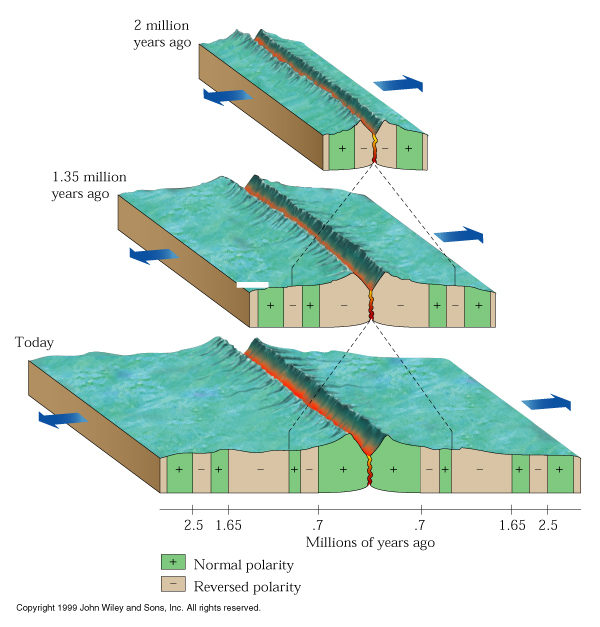 2 million
years ago
+ - - +
1.35 million
years ago
+ - + - - + - +
Today
+ - + - + - + + - + - + - +
2.5 1.65 .7 .7 1.65 2.5
Millions of years ago
+ Normal polarity
- Reversed polarity
Copyright 1999 John Wiley and Sons, Inc. All rights reserved.